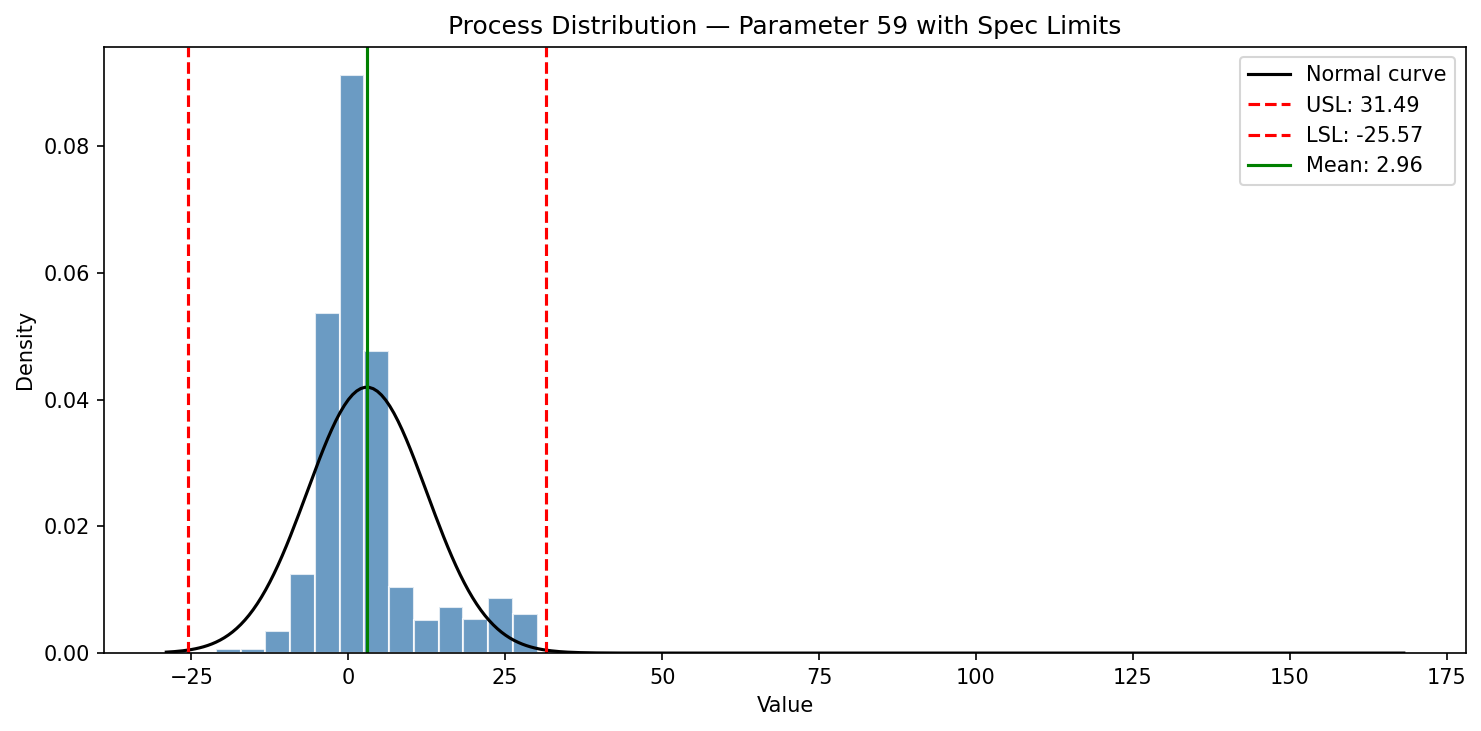 Process Distribution — Parameter 59 with Spec Limits
Normal curve
USL: 31.49
LSL: -25.57
Mean: 2.96
Density
0.08
0.06
0.04
0.02
0.00
−25 0 25 50 75 100 125 150 175
Value